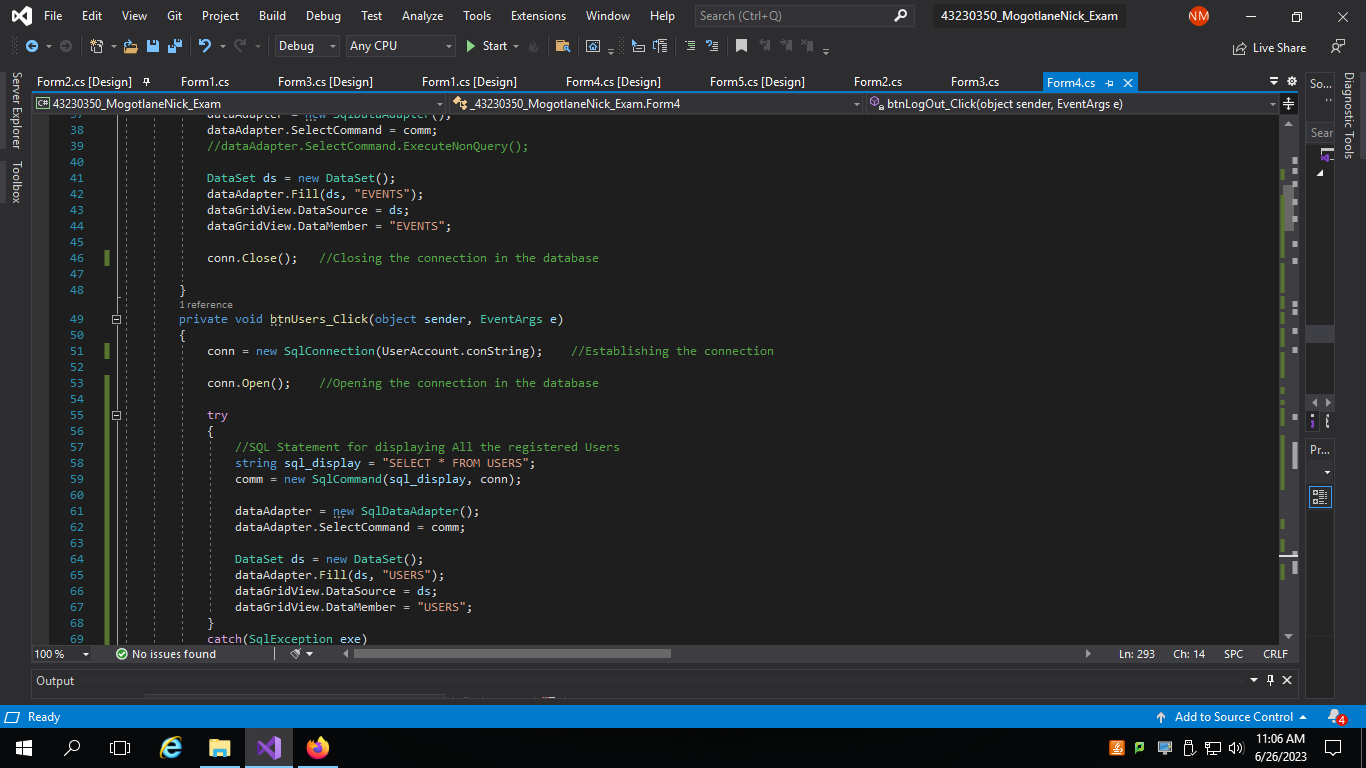 File Edit View Git Project Build Debug Test Analyze Tools Extensions Window Help Search (Ctrl+Q) 43230350_MogotlaneNick_Exam NM
Debug Any CPU Start Live Share
Form2.cs [Design] Form1.cs Form3.cs [Design] Form1.cs [Design] Form4.cs [Design] Form5.cs [Design] Form2.cs Form3.cs Form4.cs
C# 43230350_MogotlaneNick_Exam _43230350_MogotlaneNick_Exam.Form4 btnLogOut_Click(object sender, EventArgs e)
Server Explorer
Toolbox
37 dataAdapter = new SqlDataAdapter();
38 dataAdapter.SelectCommand = comm;
39 //dataAdapter.SelectCommand.ExecuteNonQuery();
40
41 DataSet ds = new DataSet();
42 dataAdapter.Fill(ds, "EVENTS");
43 dataGridView.DataSource = ds;
44 dataGridView.DataMember = "EVENTS";
45
46 conn.Close(); //Closing the connection in the database
47
48 }
1 reference
49 private void btnUsers_Click(object sender, EventArgs e)
50 {
51 conn = new SqlConnection(UserAccount.conString); //Establishing the connection
52
53 conn.Open(); //Opening the connection in the database
54
55 try
56 {
57 //SQL Statement for displaying All the registered Users
58 string sql_display = "SELECT * FROM USERS";
59 comm = new SqlCommand(sql_display, conn);
60
61 dataAdapter = new SqlDataAdapter();
62 dataAdapter.SelectCommand = comm;
63
64 DataSet ds = new DataSet();
65 dataAdapter.Fill(ds, "USERS");
66 dataGridView.DataSource = ds;
67 dataGridView.DataMember = "USERS";
68 }
69 catch(SqlException exe)
So...
Sear
Pr...
Diagnostic Tools
100 % No issues found Ln: 293 Ch: 14 SPC CRLF
Output
Ready Add to Source Control 4
11:06 AM
6/26/2023